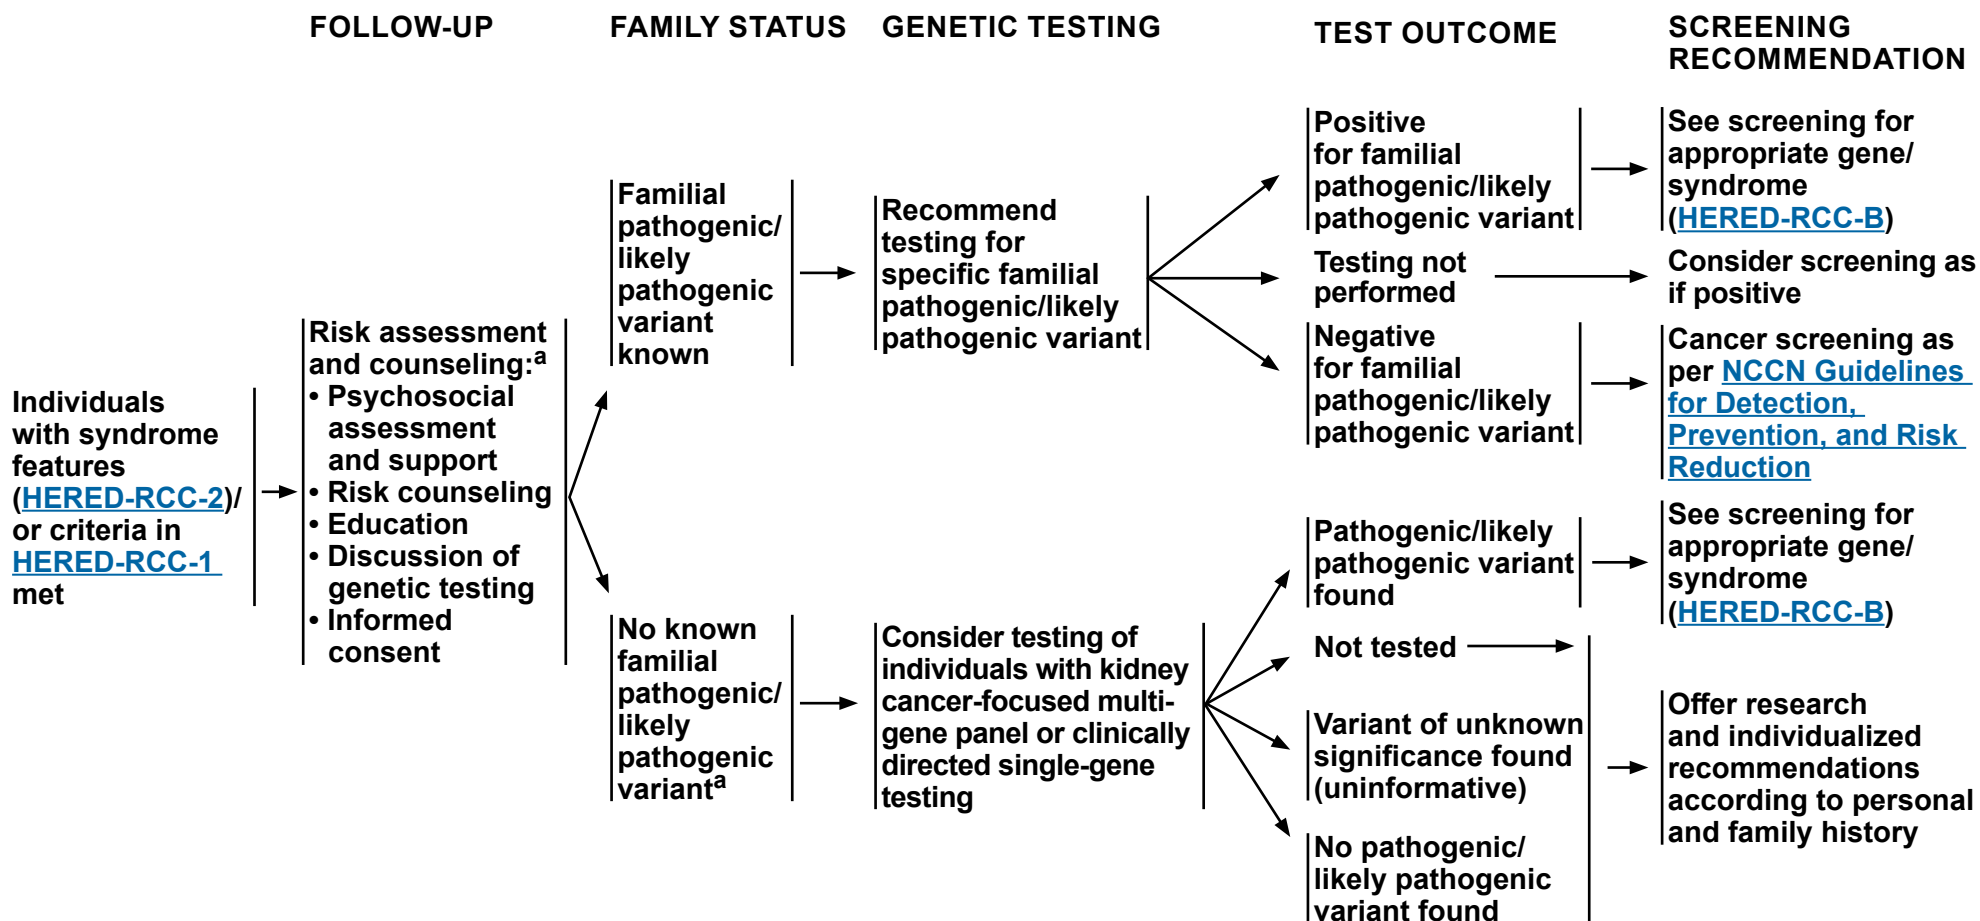 FOLLOW-UP
FAMILY STATUS
GENETIC TESTING
TEST OUTCOME
SCREENING
RECOMMENDATION
Individuals
with syndrome
features
(HERED-RCC-2)/
or criteria in
HERED-RCC-1
met
Risk assessment
and counseling:a
• Psychosocial
assessment
and support
• Risk counseling
• Education
• Discussion of
genetic testing
• Informed
consent
Familial
pathogenic/
likely
pathogenic
variant
known
Recommend
testing for
specific familial
pathogenic/likely
pathogenic variant
Positive
for familial
pathogenic/likely
pathogenic variant
See screening for
appropriate gene/
syndrome
(HERED-RCC-B)
Testing not
performed
Consider screening as
if positive
Negative
for familial
pathogenic/likely
pathogenic variant
Cancer screening as
per NCCN Guidelines
for Detection,
Prevention, and Risk
Reduction
No known
familial
pathogenic/
likely
pathogenic
varianta
Consider testing of
individuals with kidney
cancer-focused multi-
gene panel or clinically
directed single-gene
testing
Pathogenic/likely
pathogenic variant
found
See screening for
appropriate gene/
syndrome
(HERED-RCC-B)
Not tested
Variant of unknown
significance found
(uninformative)
No pathogenic/
likely pathogenic
variant found
Offer research
and individualized
recommendations
according to personal
and family history